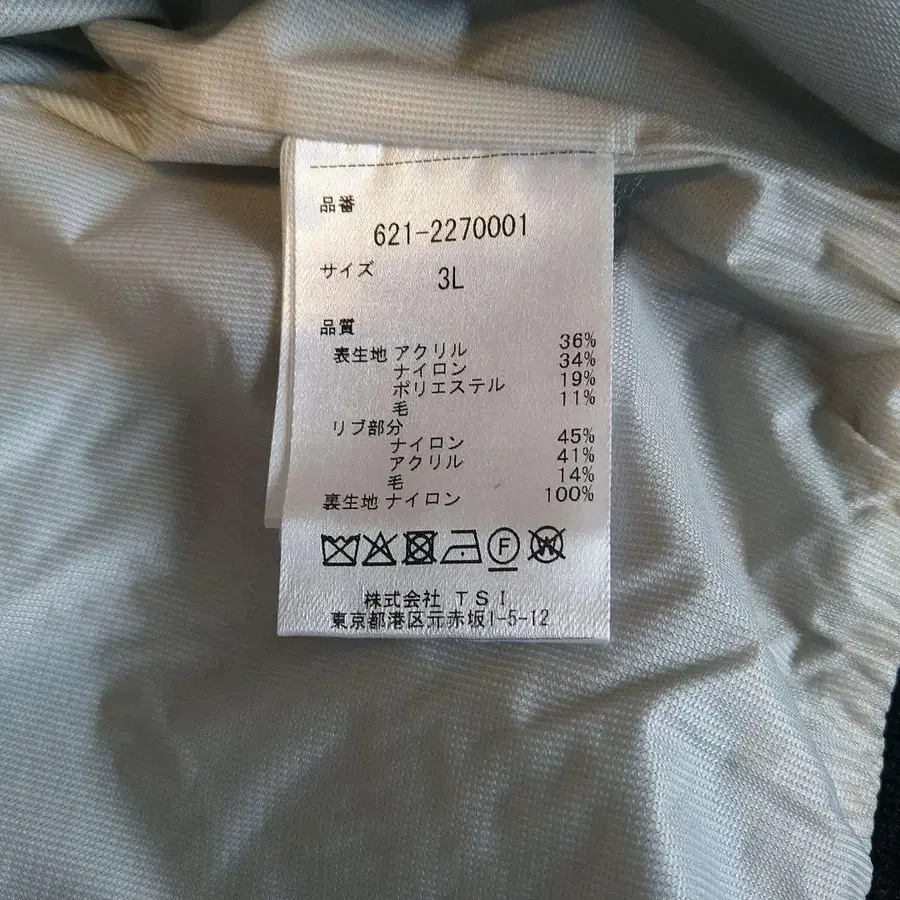 品番
621-2270001
サイズ 3L
品質
表生地 アクリル 36%
ナイロン 34%
ポリエステル 19%
毛 11%
リブ部分
ナイロン 45%
アクリル 41%
毛 14%
裏生地 ナイロン 100%
F W
株式会社 TSI
東京都港区元赤坂1-5-12